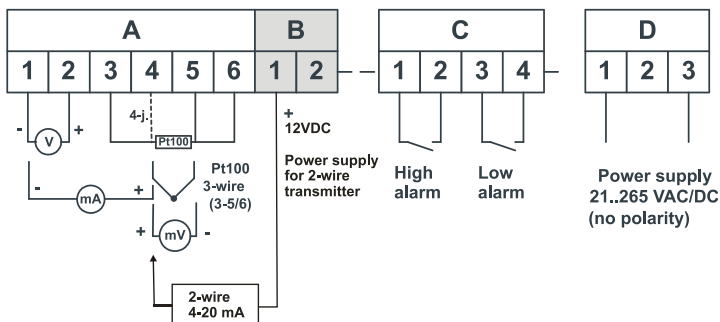 A B C D
1 2 3 4 5 6 1 2 1 2 3 4 1 2 3
4-j.
+
12VDC
- V +
Pt100
Power supply
for 2-wire
transmitter
High
alarm
Low
alarm
Power supply
21..265 VAC/DC
(no polarity)
Pt100
3-wire
(3-5/6)
- mA +
+ mV -
2-wire
4-20 mA